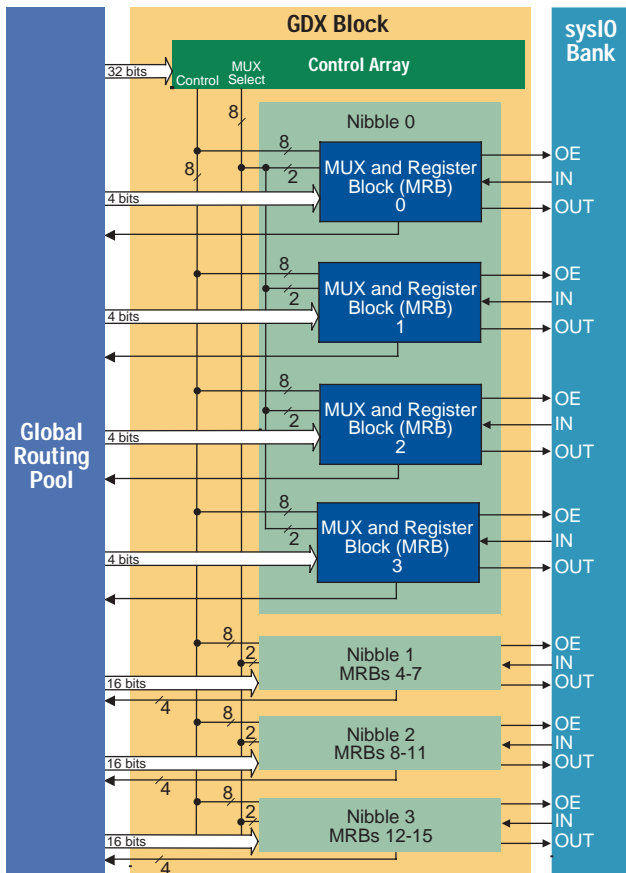 GDX Block
sysIO
Bank
32 bits
Control
MUX
Select
Control Array
8
8
Nibble 0
8
2
MUX and Register
Block (MRB)
0
4 bits
OE
IN
OUT
8
2
MUX and Register
Block (MRB)
1
4 bits
OE
IN
OUT
8
2
MUX and Register
Block (MRB)
2
4 bits
OE
IN
OUT
Global
Routing
Pool
8
2
MUX and Register
Block (MRB)
3
4 bits
OE
IN
OUT
8
2
Nibble 1
MRBs 4-7
16 bits
4
OE
IN
OUT
8
2
Nibble 2
MRBs 8-11
16 bits
4
OE
IN
OUT
8
2
Nibble 3
MRBs 12-15
16 bits
4
OE
IN
OUT